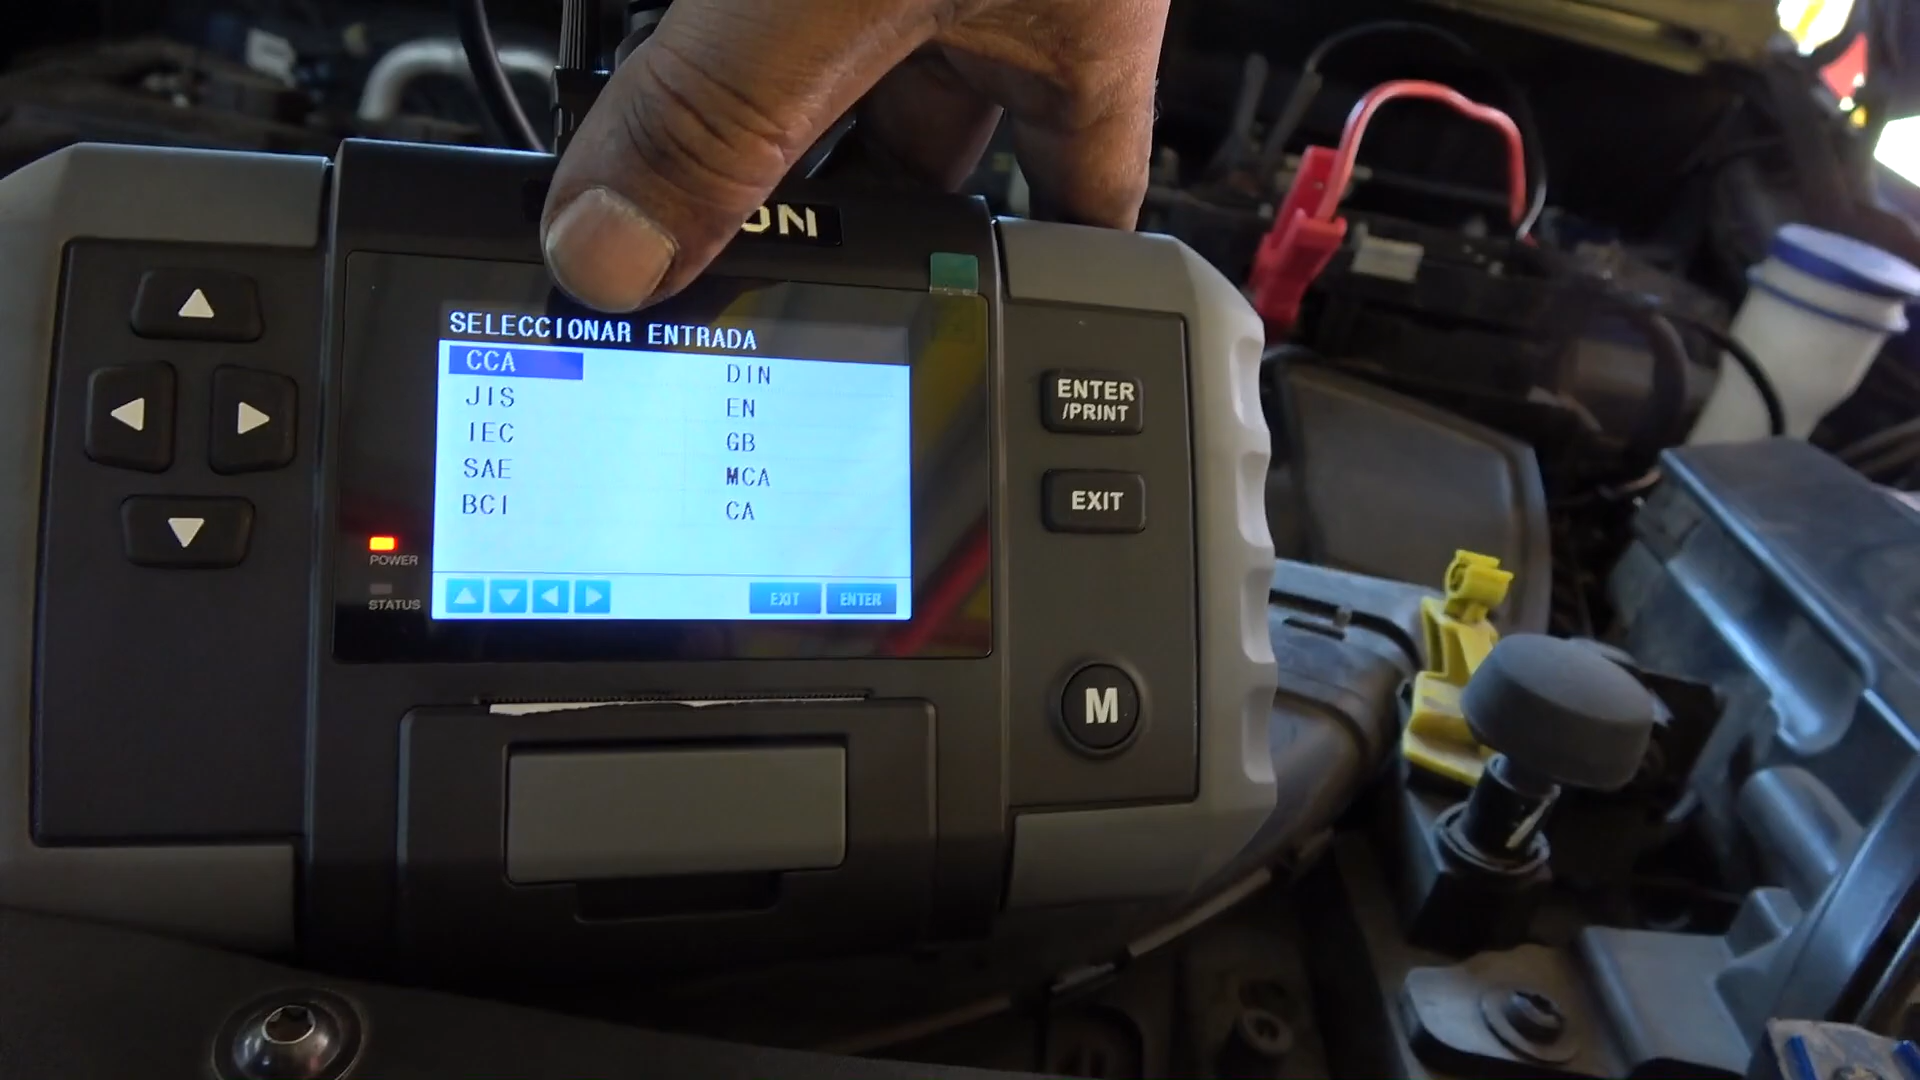 SELECCIONAR ENTRADA
CCA DIN
JIS EN
IEC GB
SAE MCA
BCI CA
EXIT ENTER
POWER
STATUS
ENTER
/PRINT
EXIT
M